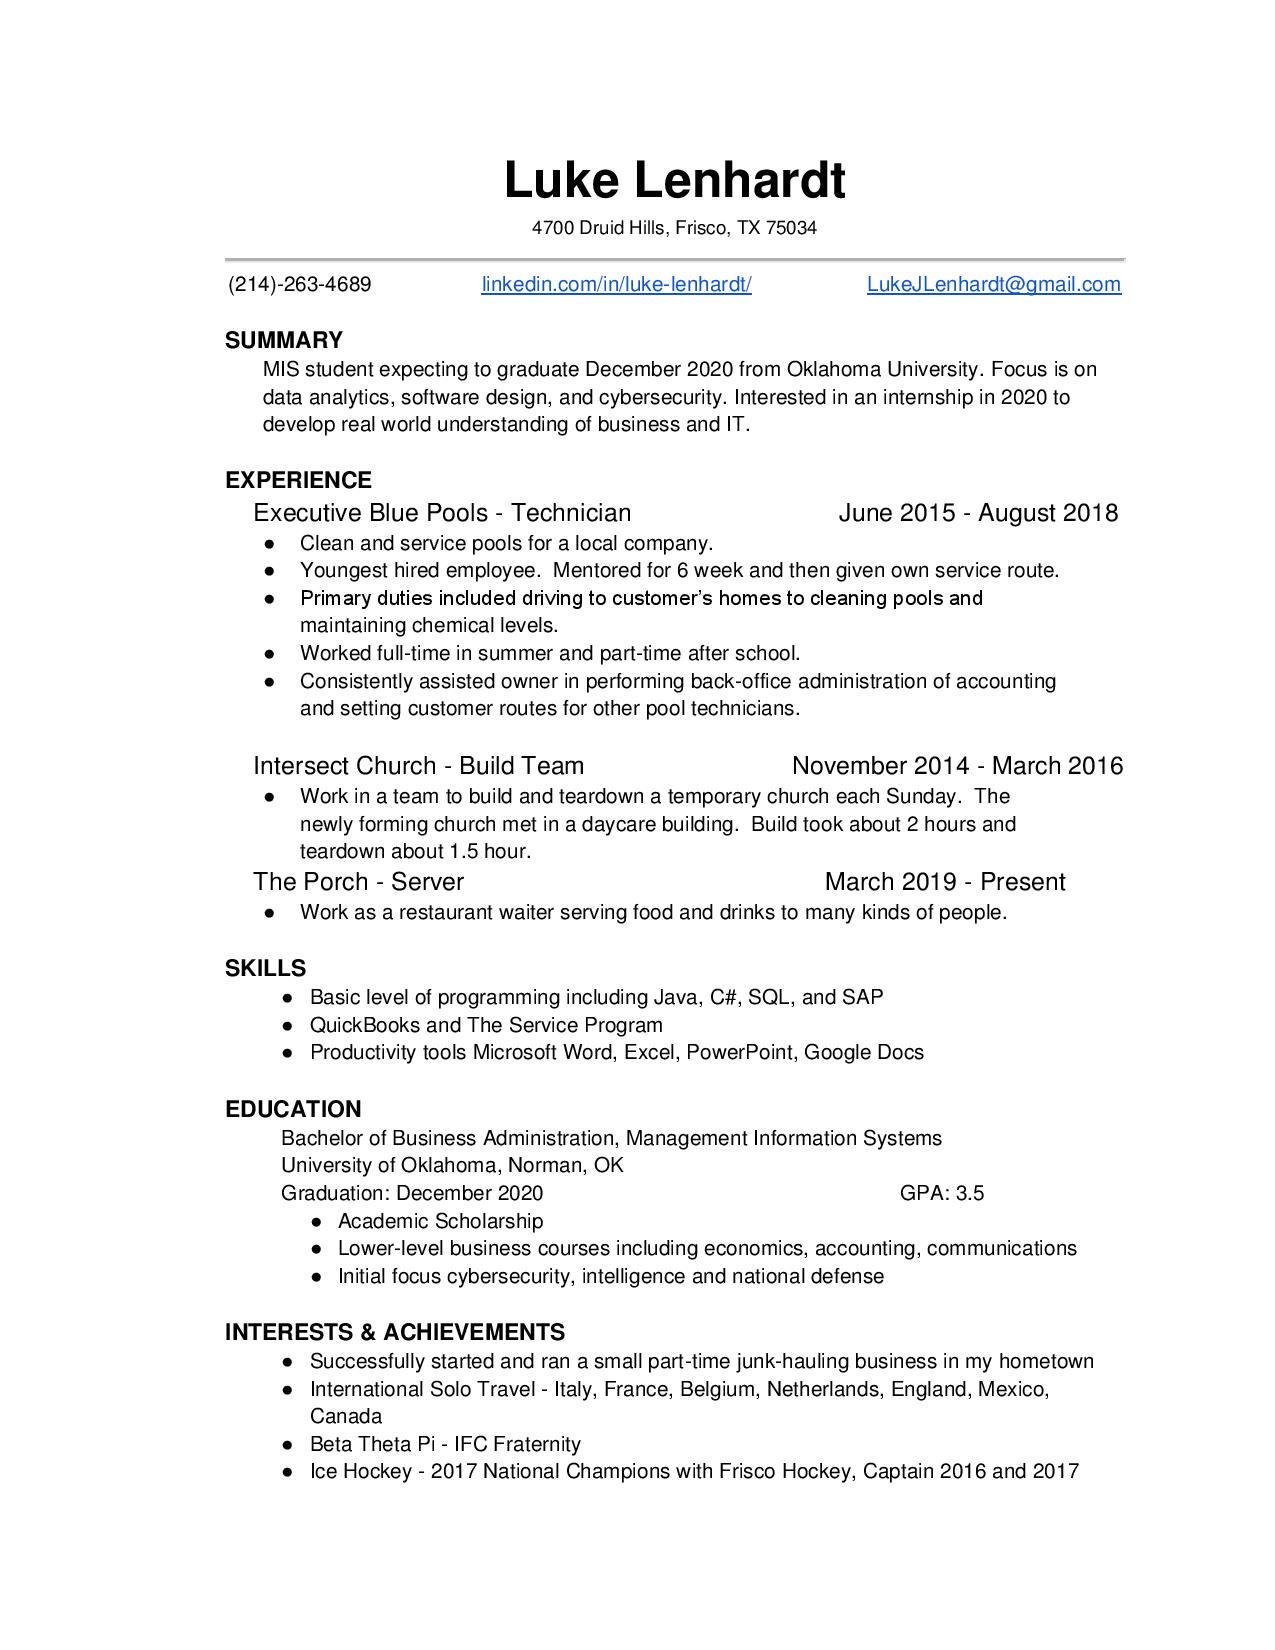 Luke Lenhardt
4700 Druid Hills, Frisco, TX 75034
(214)-263-4689 linkedin.com/in/luke-lenhardt/ LukeJLenhardt@gmail.com
SUMMARY
MIS student expecting to graduate December 2020 from Oklahoma University. Focus is on
data analytics, software design, and cybersecurity. Interested in an internship in 2020 to
develop real world understanding of business and IT.
EXPERIENCE
Executive Blue Pools - Technician June 2015 - August 2018
● Clean and service pools for a local company.
● Youngest hired employee.  Mentored for 6 week and then given own service route.
● Primary duties included driving to customer’s homes to cleaning pools and
maintaining chemical levels.
● Worked full-time in summer and part-time after school.
● Consistently assisted owner in performing back-office administration of accounting
and setting customer routes for other pool technicians.
Intersect Church - Build Team November 2014 - March 2016
● Work in a team to build and teardown a temporary church each Sunday.  The
newly forming church met in a daycare building.  Build took about 2 hours and
teardown about 1.5 hour.
The Porch - Server March 2019 - Present
● Work as a restaurant waiter serving food and drinks to many kinds of people.
SKILLS
● Basic level of programming including Java, C#, SQL, and SAP
● QuickBooks and The Service Program
● Productivity tools Microsoft Word, Excel, PowerPoint, Google Docs
EDUCATION
Bachelor of Business Administration, Management Information Systems
University of Oklahoma, Norman, OK
Graduation: December 2020 GPA: 3.5
● Academic Scholarship
● Lower-level business courses including economics, accounting, communications
● Initial focus cybersecurity, intelligence and national defense
INTERESTS & ACHIEVEMENTS
● Successfully started and ran a small part-time junk-hauling business in my hometown
● International Solo Travel - Italy, France, Belgium, Netherlands, England, Mexico,
Canada
● Beta Theta Pi - IFC Fraternity
● Ice Hockey - 2017 National Champions with Frisco Hockey, Captain 2016 and 2017